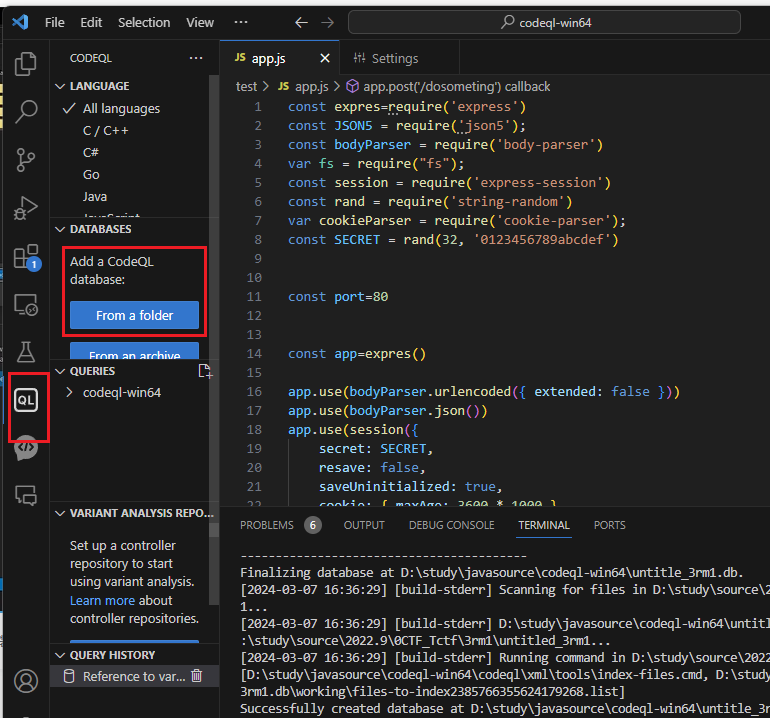 File Edit Selection View ··· codeql-win64
CODEQL ···
LANGUAGE
All languages
C / C++
C#
Go
Java
JavaScript
DATABASES
Add a CodeQL
database:
From a folder
From an archive
QUERIES
codeql-win64
VARIANT ANALYSIS REPO...
Set up a controller
repository to start
using variant analysis.
Learn more about
controller repositories.
QUERY HISTORY
Reference to var...
QL
1
JS app.js Settings
test > JS app.js > app.post('/dosometing') callback
1 const expres=require('express')
2 const JSON5 = require('json5');
3 const bodyParser = require('body-parser')
4 var fs = require("fs");
5 const session = require('express-session')
6 const rand = require('string-random')
7 var cookieParser = require('cookie-parser');
8 const SECRET = rand(32, '0123456789abcdef')
9
10
11 const port=80
12
13
14 const app=expres()
15
16 app.use(bodyParser.urlencoded({ extended: false }))
17 app.use(bodyParser.json())
18 app.use(session({
19 secret: SECRET,
20 resave: false,
21 saveUninitialized: true,
22 cookie: { maxAge: 3600 * 1000 }
PROBLEMS 6 OUTPUT DEBUG CONSOLE TERMINAL PORTS
-----------------------------------------
Finalizing database at D:\study\javasource\codeql-win64\untitle_3rm1.db.
[2024-03-07 16:36:29] [build-stderr] Scanning for files in D:\study\source\2
1...
[2024-03-07 16:36:29] [build-stderr] D:\study\javasource\codeql-win64\untitl
:\study\source\2022.9\0CTF_Tctf\3rm1\untitled_3rm1...
[2024-03-07 16:36:29] [build-stderr] Running command in D:\study\source\2022
[D:\study\javasource\codeql-win64\codeql\xml\tools\index-files.cmd, D:\st
3rm1.db\working\files-to-index2385766355624179268.list]
Successfully created database at D:\study\javasource\codeql-win64\untitle_3r